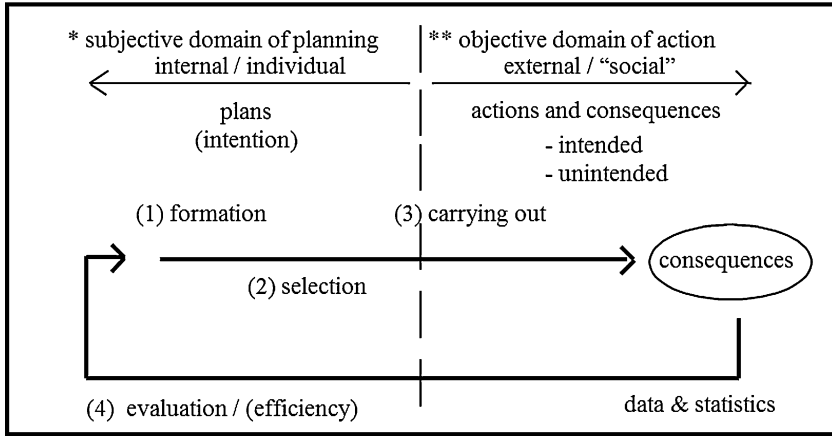 * subjective domain of planning
internal / individual
** objective domain of action
external / “social”
plans
(intention)
actions and consequences
- intended
- unintended
(1) formation
(3) carrying out
(2) selection
consequences
(4) evaluation / (efficiency)
data & statistics